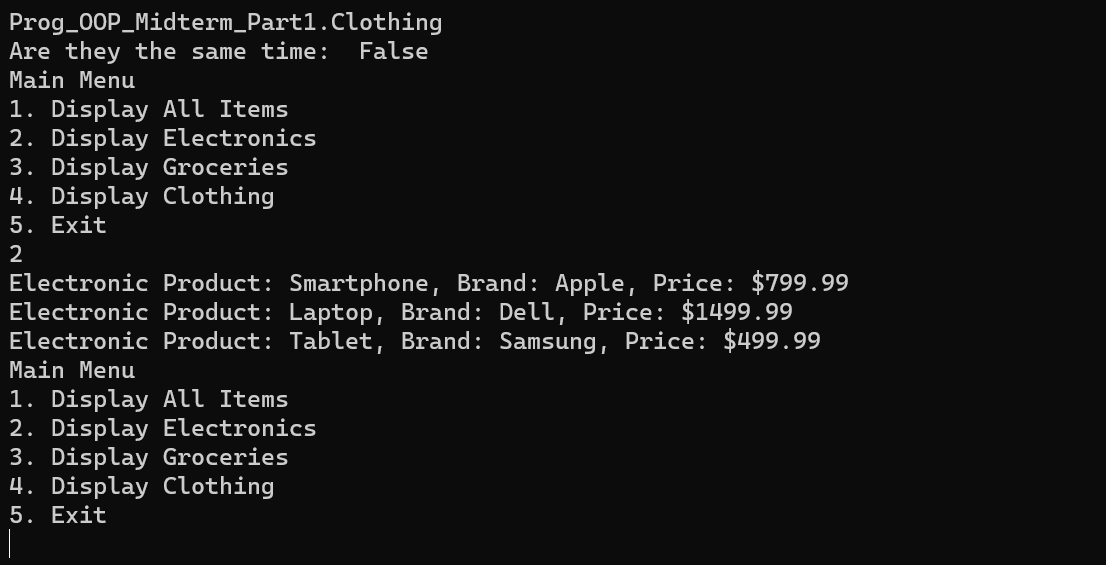 Prog_OOP_Midterm_Part1.Clothing
Are they the same time:  False
Main Menu
1. Display All Items
2. Display Electronics
3. Display Groceries
4. Display Clothing
5. Exit
2
Electronic Product: Smartphone, Brand: Apple, Price: $799.99
Electronic Product: Laptop, Brand: Dell, Price: $1499.99
Electronic Product: Tablet, Brand: Samsung, Price: $499.99
Main Menu
1. Display All Items
2. Display Electronics
3. Display Groceries
4. Display Clothing
5. Exit